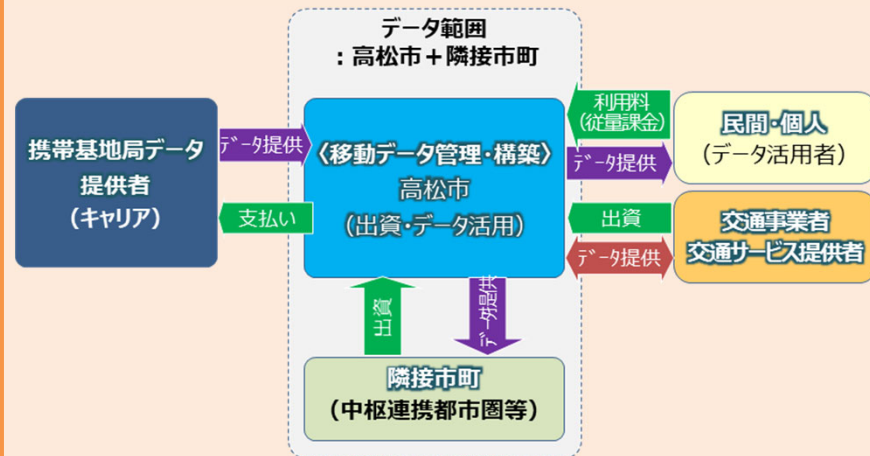 データ範囲
：高松市＋隣接市町
携帯基地局データ
提供者
（キャリア）
データ提供
支払い
〈移動データ管理・構築〉
高松市
（出資・データ活用）
利用料
（従量課金）
データ提供
民間・個人
（データ活用者）
出資
データ提供
交通事業者
交通サービス提供者
出資
データ提供
隣接市町
（中枢連携都市圏等）